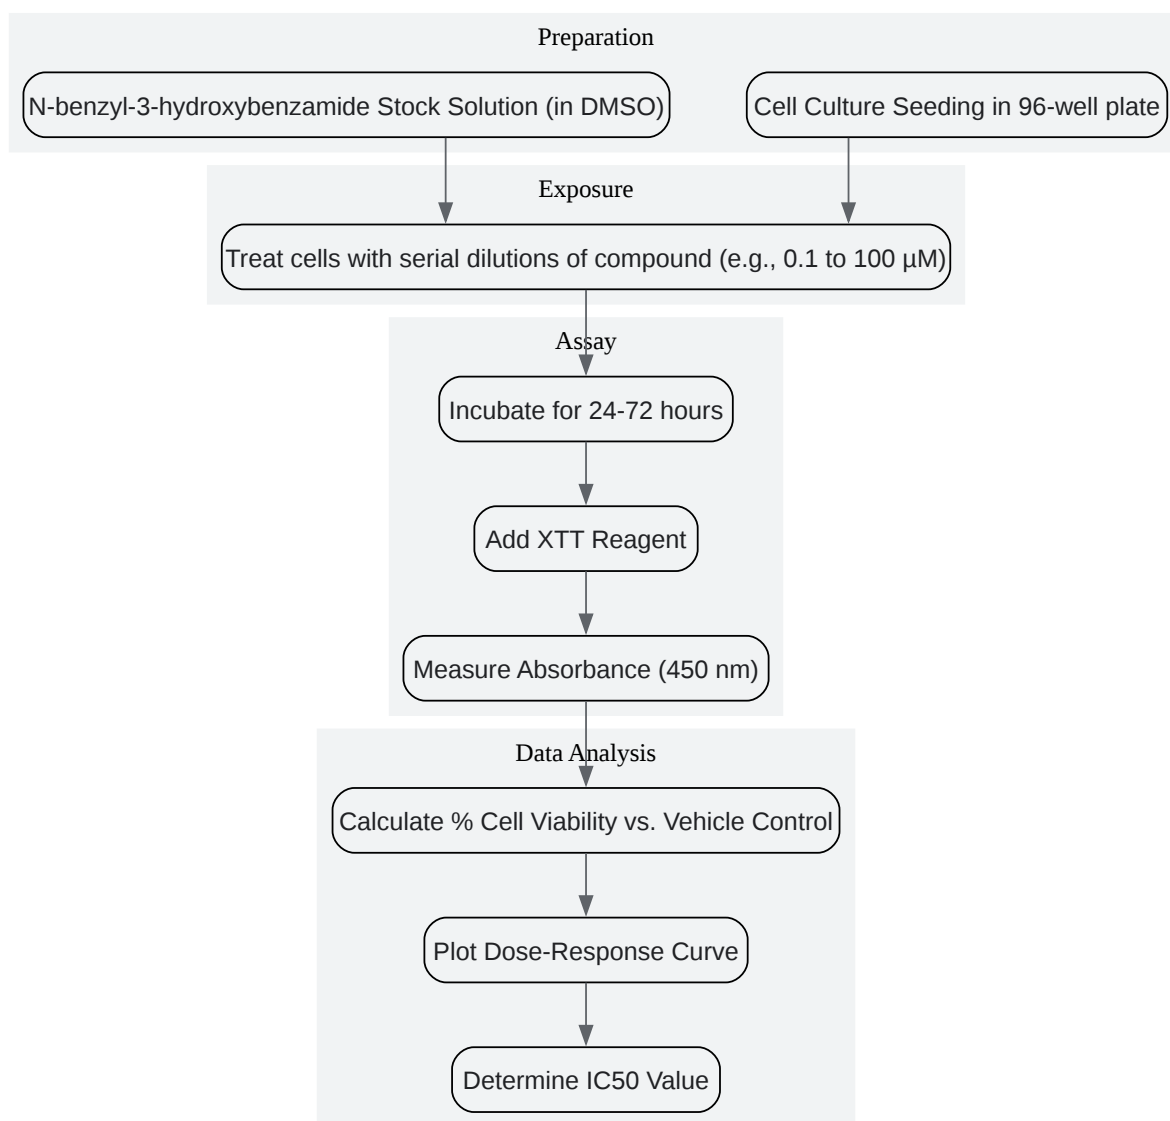 Preparation
N-benzyl-3-hydroxybenzamide Stock Solution (in DMSO)
Cell Culture Seeding in 96-well plate
Exposure
Treat cells with serial dilutions of compound (e.g., 0.1 to 100 µM)
Assay
Incubate for 24-72 hours
Add XTT Reagent
Measure Absorbance (450 nm)
Data Analysis
Calculate % Cell Viability vs. Vehicle Control
Plot Dose-Response Curve
Determine IC50 Value